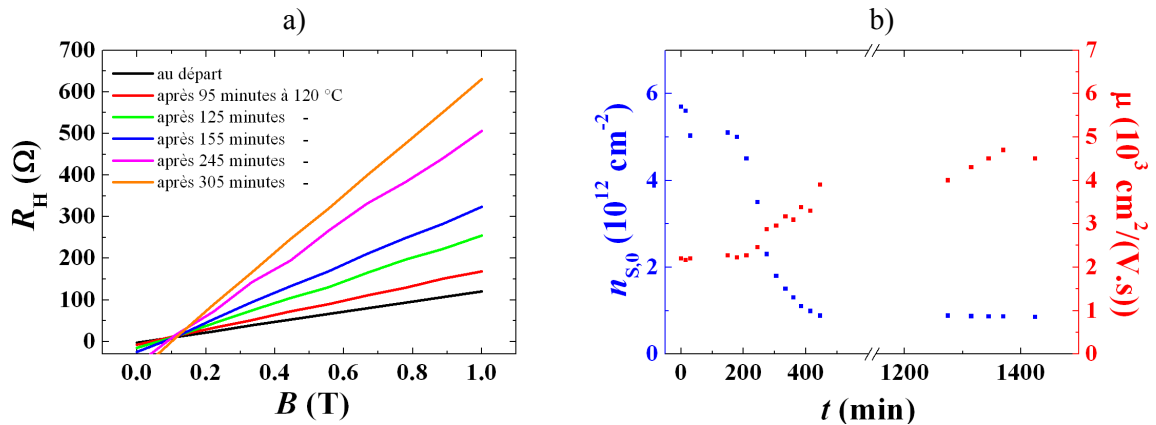 a)
700
600
500
400
300
200
100
0
R_H (Ω)
au départ
après 95 minutes à 120 °C
après 125 minutes -
après 155 minutes -
après 245 minutes -
après 305 minutes -
0.0 0.2 0.4 0.6 0.8 1.0
B (T)
b)
6
4
2
0
n_S,0 (10^12 cm^-2)
7
6
5
4
3
2
1
0
μ (10^3 cm^2/(V.s))
0 200 400 1200 1400
t (min)